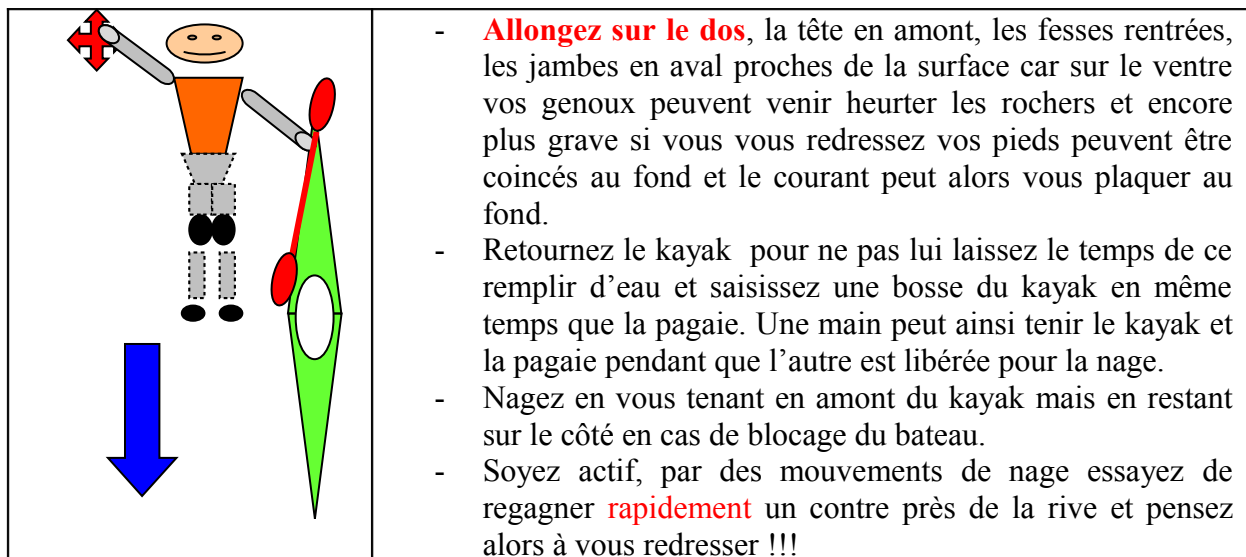 - Allongez sur le dos, la tête en amont, les fesses rentrées,
les jambes en aval proches de la surface car sur le ventre
vos genoux peuvent venir heurter les rochers et encore
plus grave si vous vous redressez vos pieds peuvent être
coincés au fond et le courant peut alors vous plaquer au
fond.
- Retournez le kayak pour ne pas lui laissez le temps de ce
remplir d’eau et saisissez une bosse du kayak en même
temps que la pagaie. Une main peut ainsi tenir le kayak et
la pagaie pendant que l’autre est libérée pour la nage.
- Nagez en vous tenant en amont du kayak mais en restant
sur le côté en cas de blocage du bateau.
- Soyez actif, par des mouvements de nage essayez de
regagner rapidement un contre près de la rive et pensez
alors à vous redresser !!!